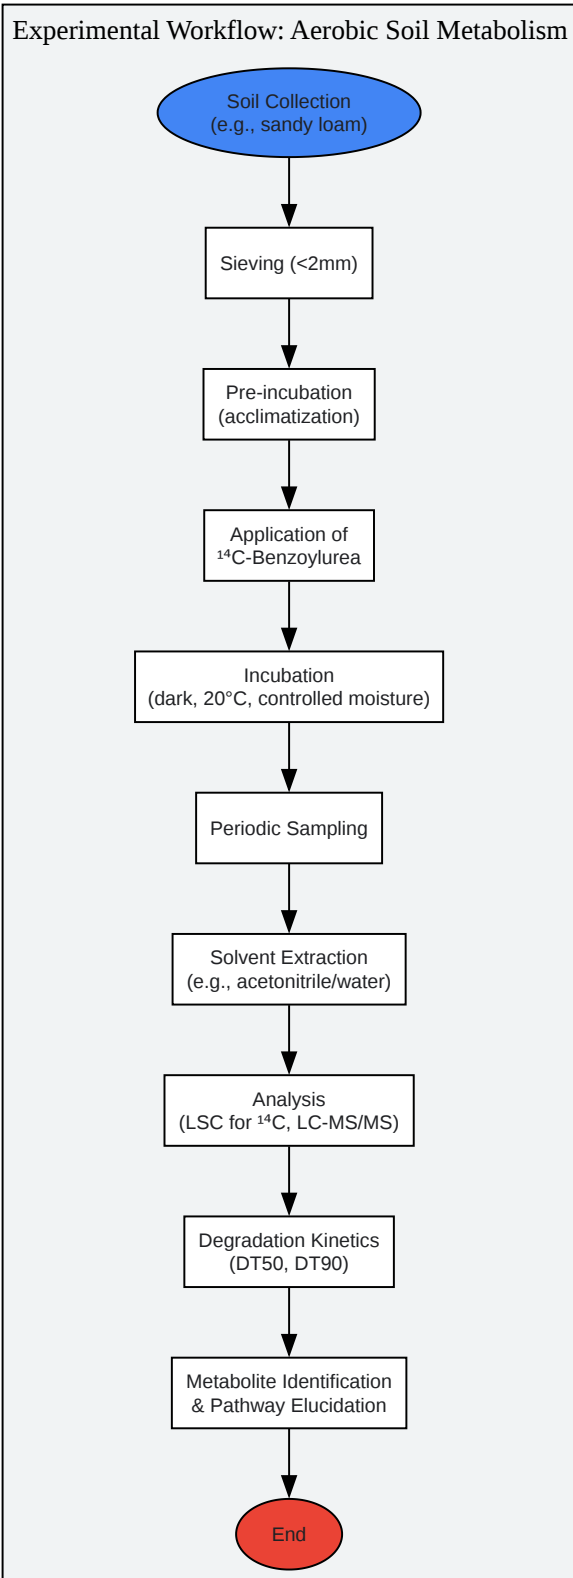 Experimental Workflow: Aerobic Soil Metabolism
Soil Collection
(e.g., sandy loam)
Sieving (<2mm)
Pre-incubation
(acclimatization)
Application of
¹⁴C-Benzoylurea
Incubation
(dark, 20°C, controlled moisture)
Periodic Sampling
Solvent Extraction
(e.g., acetonitrile/water)
Analysis
(LSC for ¹⁴C, LC-MS/MS)
Degradation Kinetics
(DT50, DT90)
Metabolite Identification
& Pathway Elucidation
End